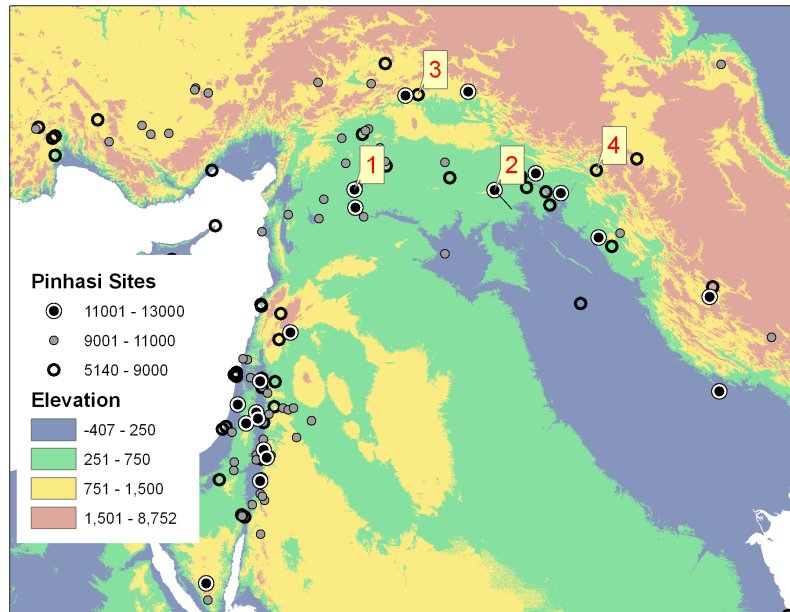 3
4
1
2
Pinhasi Sites
11001 - 13000
9001 - 11000
5140 - 9000
Elevation
-407 - 250
251 - 750
751 - 1,500
1,501 - 8,752